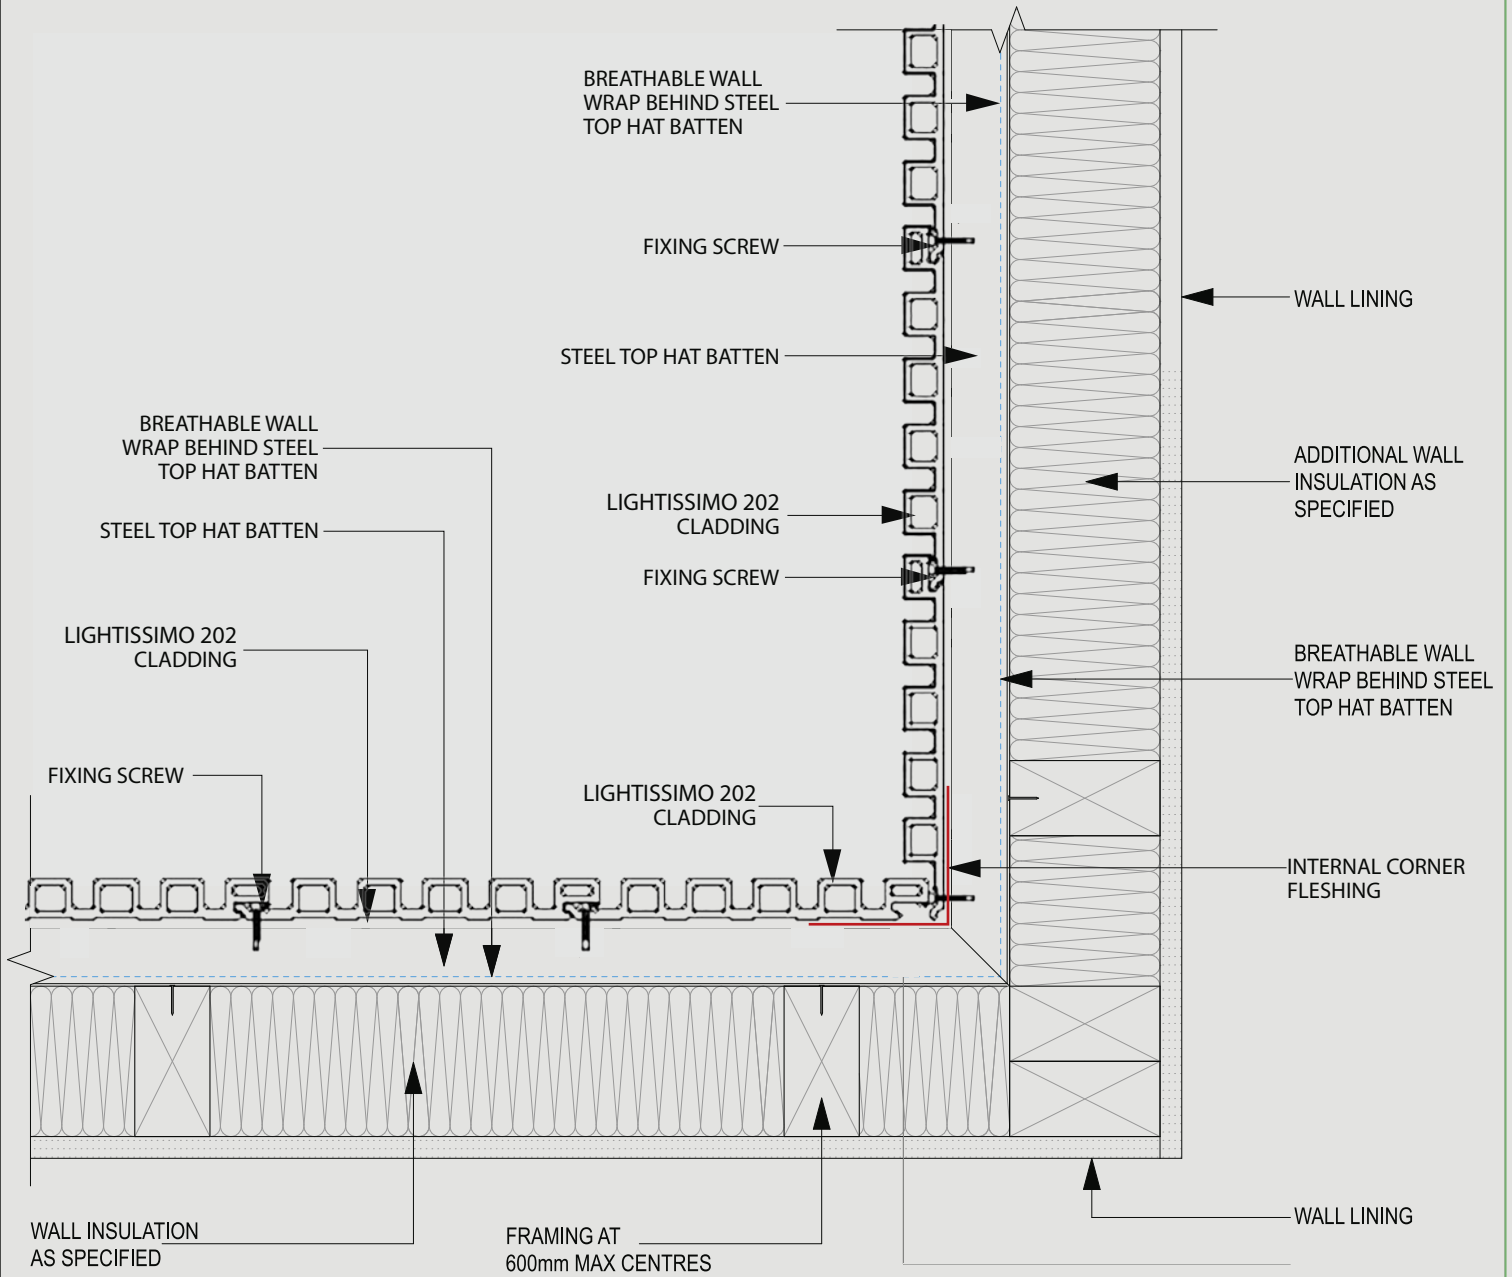 BREATHABLE WALL
WRAP BEHIND STEEL
TOP HAT BATTEN
FIXING SCREW
WALL LINING
STEEL TOP HAT BATTEN
BREATHABLE WALL
WRAP BEHIND STEEL
TOP HAT BATTEN
ADDITIONAL WALL
INSULATION AS
SPECIFIED
LIGHTISSIMO 202
CLADDING
STEEL TOP HAT BATTEN
FIXING SCREW
LIGHTISSIMO 202
CLADDING
BREATHABLE WALL
WRAP BEHIND STEEL
TOP HAT BATTEN
FIXING SCREW
LIGHTISSIMO 202
CLADDING
INTERNAL CORNER
FLESHING
WALL LINING
WALL INSULATION
AS SPECIFIED
FRAMING AT
600mm MAX CENTRES